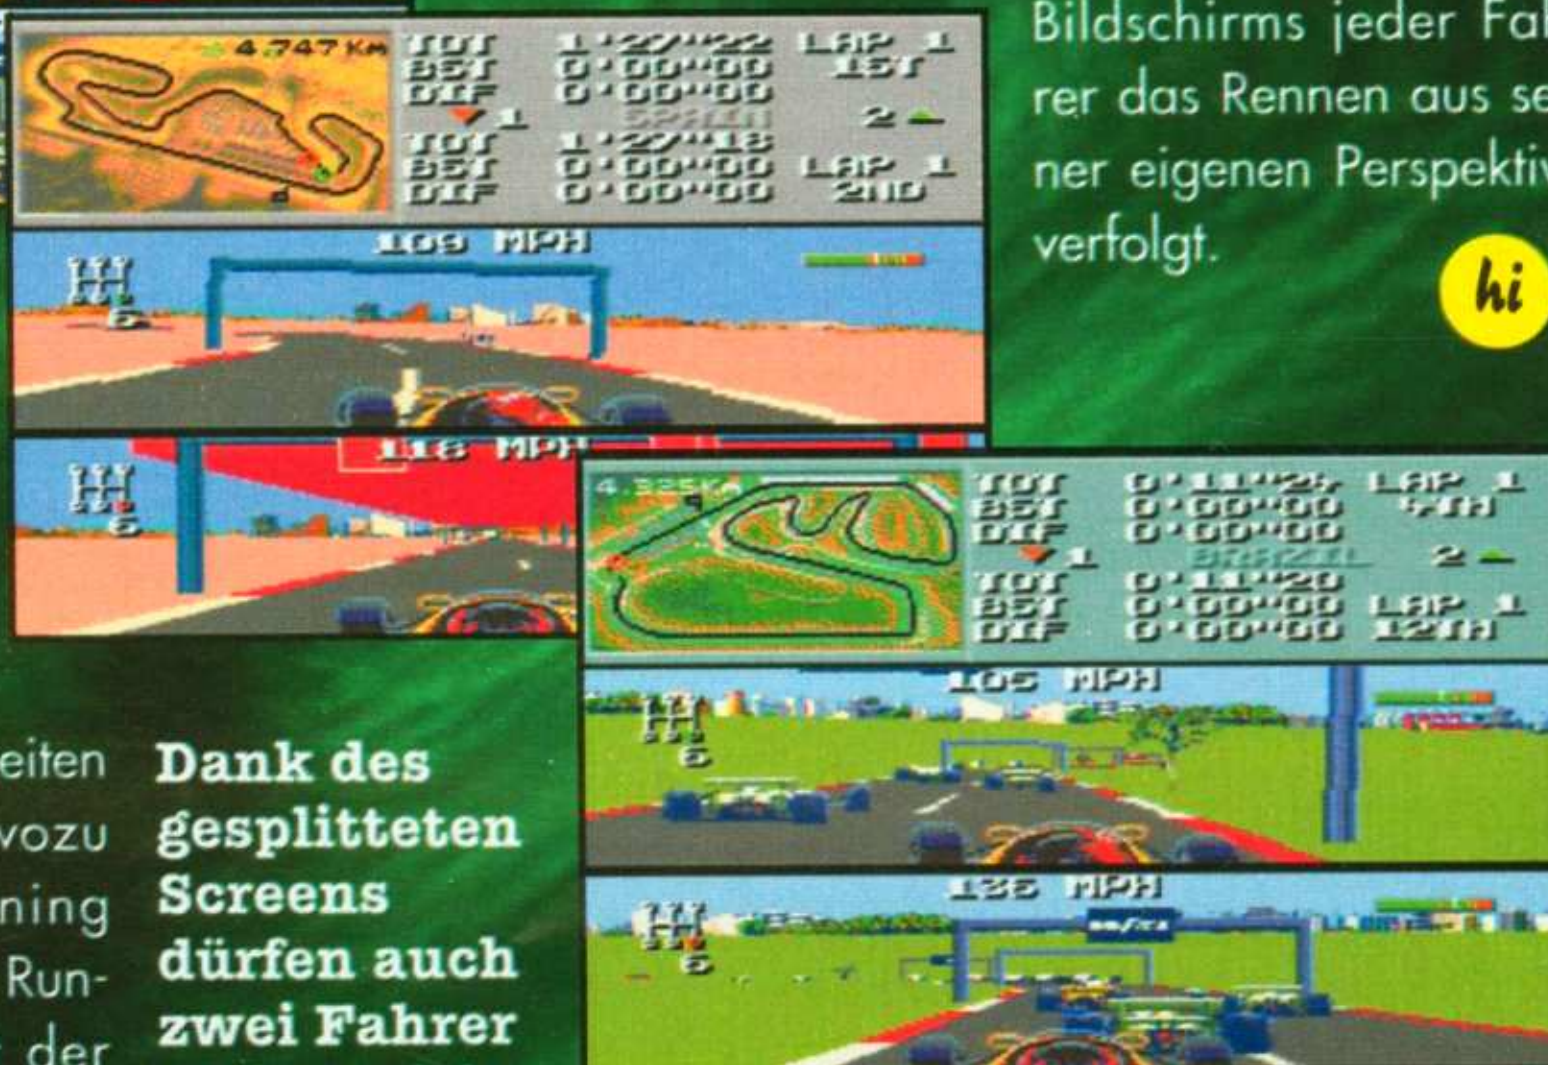 Bildschirms jeder Fah
rer das Rennen aus se
ner eigenen Perspektiv
verfolgt.
hi
4.747 Km
TOT 1'27"22 LAP 1
BST 0'00"00 1ST
DIF 0'00"00
1 SPAIN 2
TOT 1'27"18
BST 0'00"00 LAP 1
DIF 0'00"00 2ND
109 MPH
6
118 MPH
6
TOT LAP 1
BST 0'00"00 4TH
DIF 0'00"00
1 BRAZIL 2
TOT 0'11"20
BST 0'00"00 LAP 1
DIF 0'00"00 12TH
105 MPH
6
136 MPH
6
eiten
vozu
ning
Run-
der
Dank des
gesplitteten
Screens
dürfen auch
zwei Fahrer